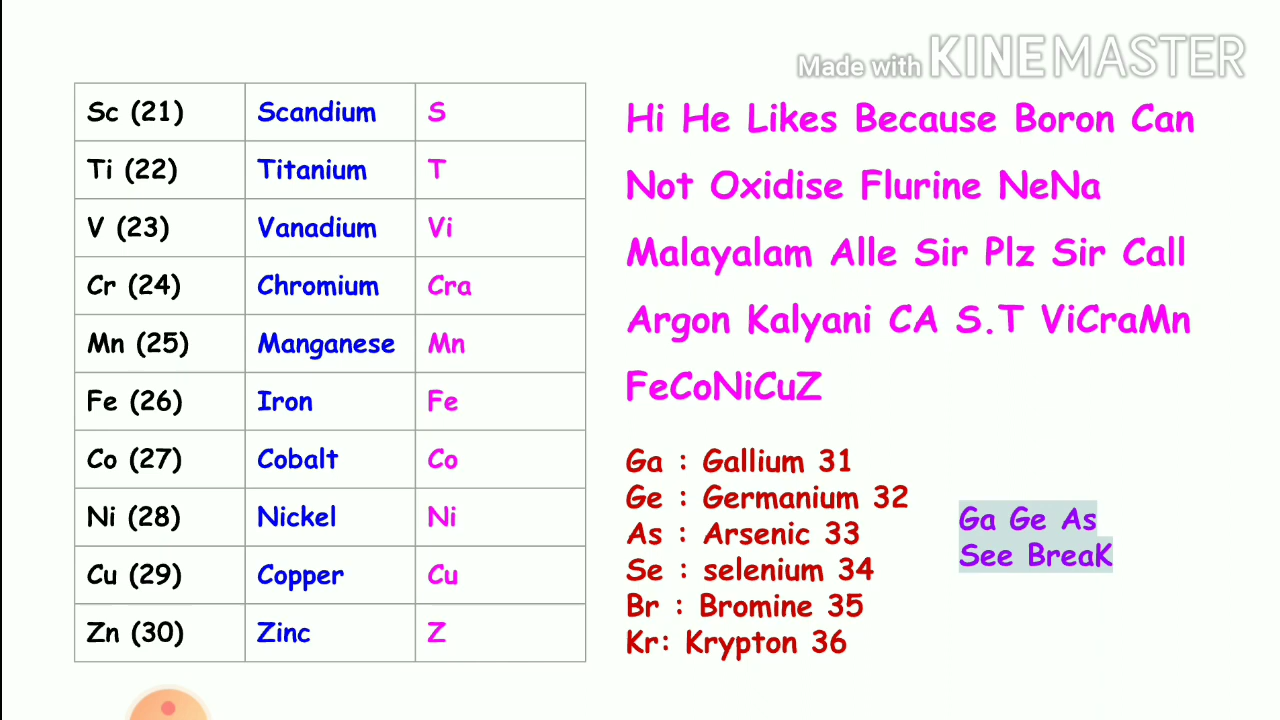 Made with KINEMASTER
Sc (21) Scandium S
Ti (22) Titanium T
V (23) Vanadium Vi
Cr (24) Chromium Cra
Mn (25) Manganese Mn
Fe (26) Iron Fe
Co (27) Cobalt Co
Ni (28) Nickel Ni
Cu (29) Copper Cu
Zn (30) Zinc Z
Hi He Likes Because Boron Can
Not Oxidise Flurine NeNa
Malayalam Alle Sir Plz Sir Call
Argon Kalyani CA S.T ViCraMn
FeCoNiCuZ
Ga : Gallium 31
Ge : Germanium 32
As : Arsenic 33
Se : selenium 34
Br : Bromine 35
Kr: Krypton 36
Ga Ge As
See BreaK